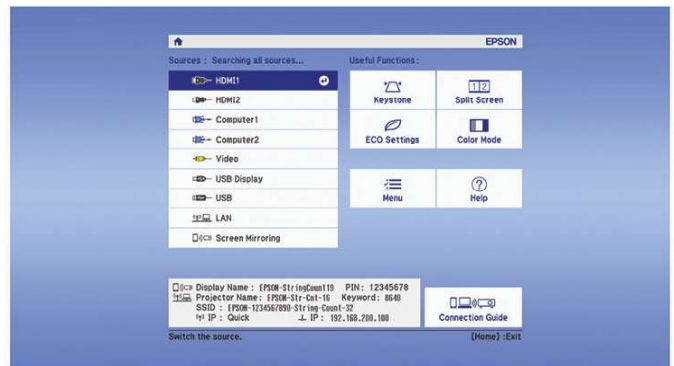 EPSON
Sources : Searching all sources...
Useful Functions :
HDMI1
HDMI2
Computer1
Computer2
Video
USB Display
USB
LAN
Screen Mirroring
Keystone
1 2
Split Screen
ECO Settings
Color Mode
Menu
?
Help
Display Name : EPSON-StringCount19 PIN: 12345678
Projector Name: EPSON-Str-Cnt-16 Keyword: 8640
SSID : EPSON-1234567890-String-Count-32
IP : Quick IP : 192.168.200.100
Connection Guide
Switch the source.
[Home] :Exit